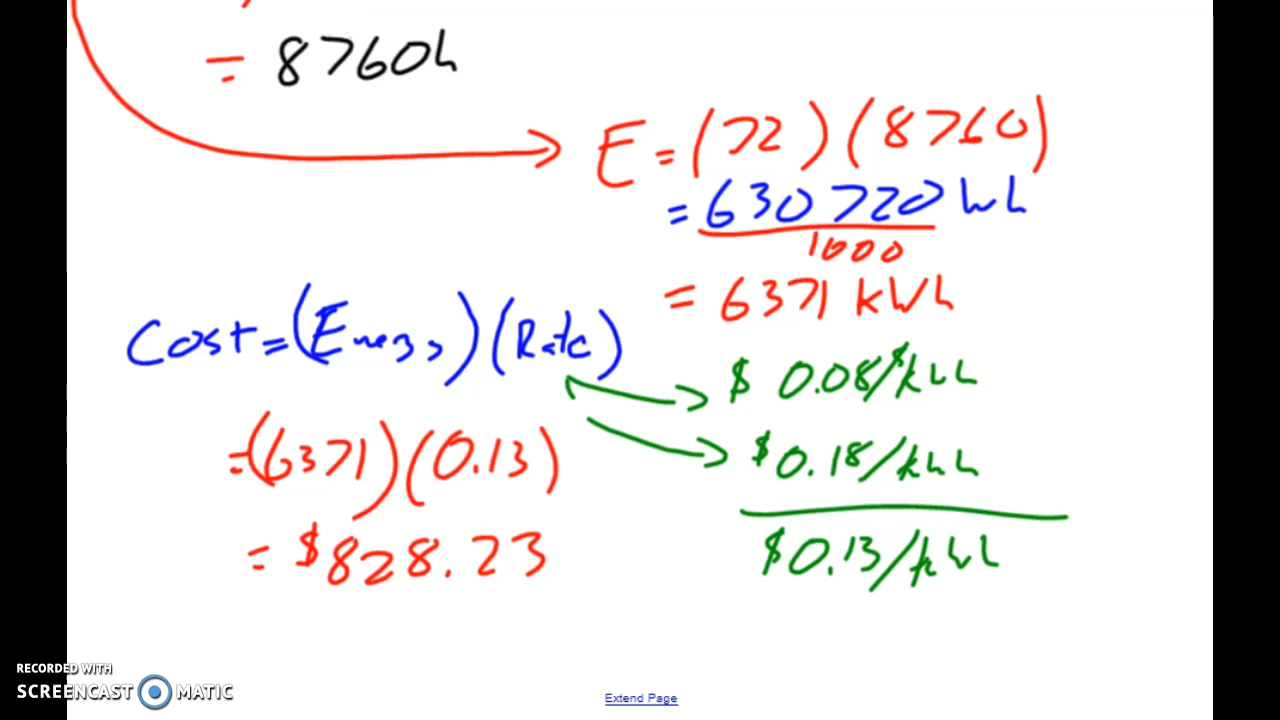 = 8760h
E = (72)(8760)
= 630720 Wh
1000
= 6371 kWh
Cost = (Energy)(Rate)
$ 0.08/$kWh
$0.18/kWh
= (6371)(0.13)
= $828.23
$0.13/kWh
RECORDED WITH
SCREENCAST MATIC
Extend Page